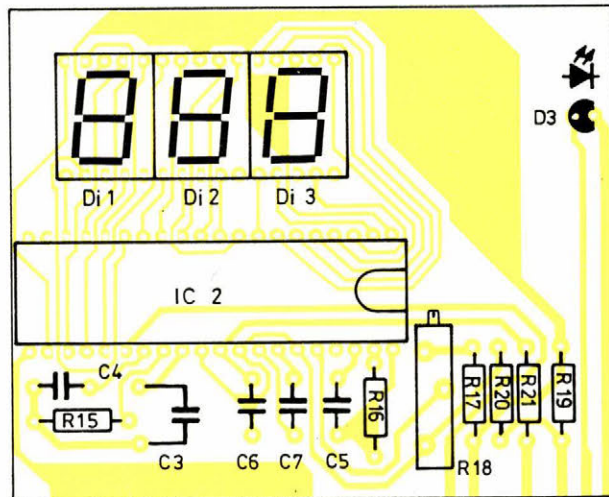 D3
Di 1 Di 2 Di 3
IC 2
C4
R15
C3 C6 C7 C5
R16
R18
R17 R20 R21 R19